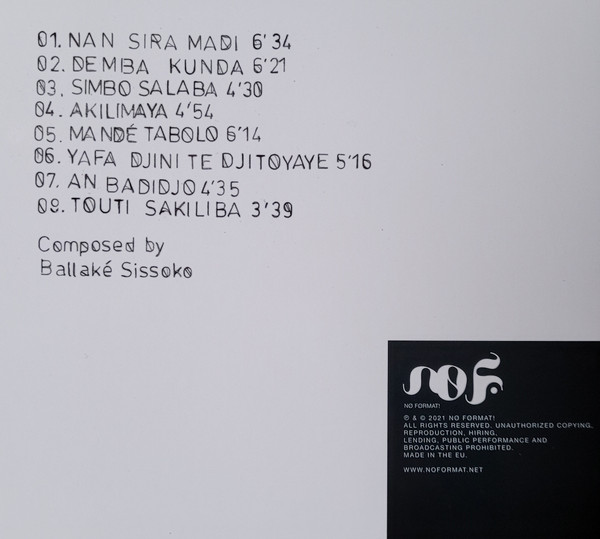 01. NAN SIRA MADI 6'34
02. DEMBA KUNDA 6'21
03. SIMBO SALABA 4'30
04. AKILIMAYA 4'54
05. MANDÉ TABOLO 6'14
06. YAFA DJINI TE DJITOYAYE 5'16
07. AN BADIDJO 4'35
08. TOUTI SAKILIBA 3'39
Composed by
Ballaké Sissoko
nøf.
NØ FORMAT!
℗ & © 2021 NØ FORMAT!
ALL RIGHTS RESERVED. UNAUTHORIZED COPYING,
REPRODUCTION, HIRING,
LENDING, PUBLIC PERFORMANCE AND
BROADCASTING PROHIBITED.
MADE IN THE EU.
WWW.NOFORMAT.NET